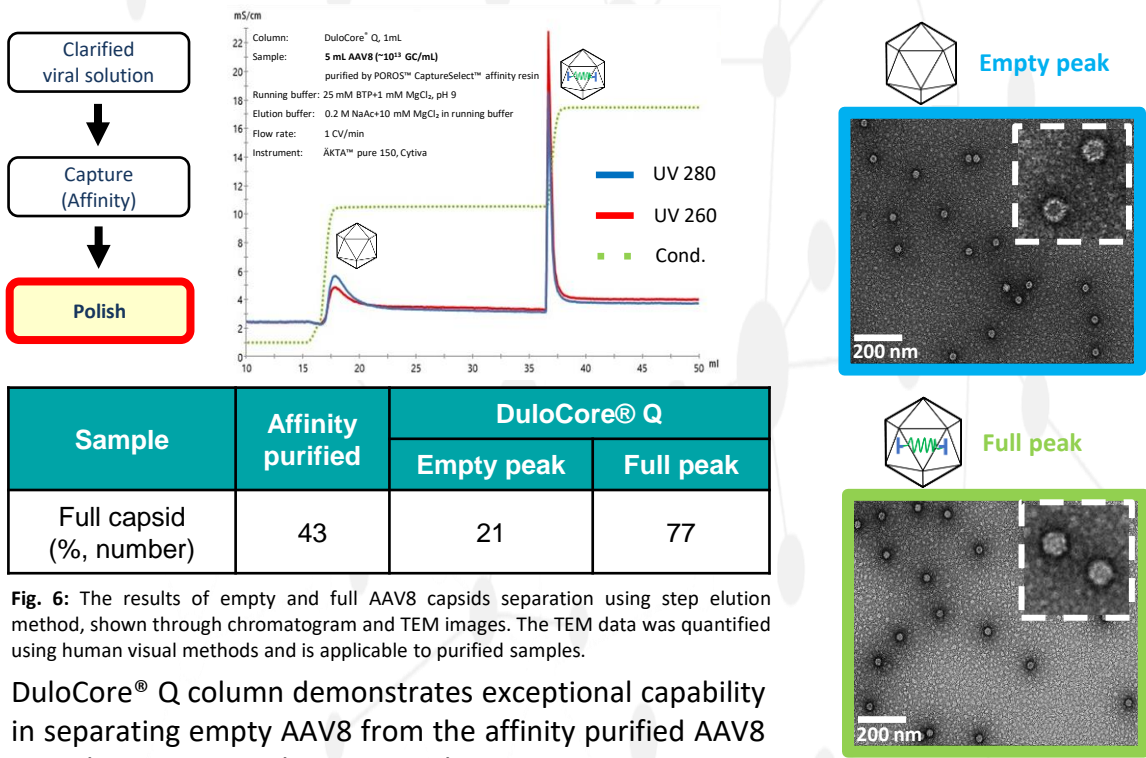 Clarified
viral solution
Capture
(Affinity)
Polish
mS/cm
22
20
18
16
14
12
10
8
6
4
2
0
10 15 20 25 30 35 40 45 50 ml
Column: DuloCore® Q, 1mL
Sample: 5 mL AAV8 (~10¹³ GC/mL)
purified by POROS™ CaptureSelect™ affinity resin
Running buffer: 25 mM BTP+1 mM MgCl₂, pH 9
Elution buffer: 0.2 M NaAc+10 mM MgCl₂ in running buffer
Flow rate: 1 CV/min
Instrument: ÄKTA™ pure 150, Cytiva
UV 280
UV 260
Cond.
Empty peak
200 nm
Full peak
200 nm
Sample Affinity purified DuloCore® Q
Empty peak Full peak
Full capsid
(%, number) 43 21 77
Fig. 6: The results of empty and full AAV8 capsids separation using step elution
method, shown through chromatogram and TEM images. The TEM data was quantified
using human visual methods and is applicable to purified samples.
DuloCore® Q column demonstrates exceptional capability
in separating empty AAV8 from the affinity purified AAV8